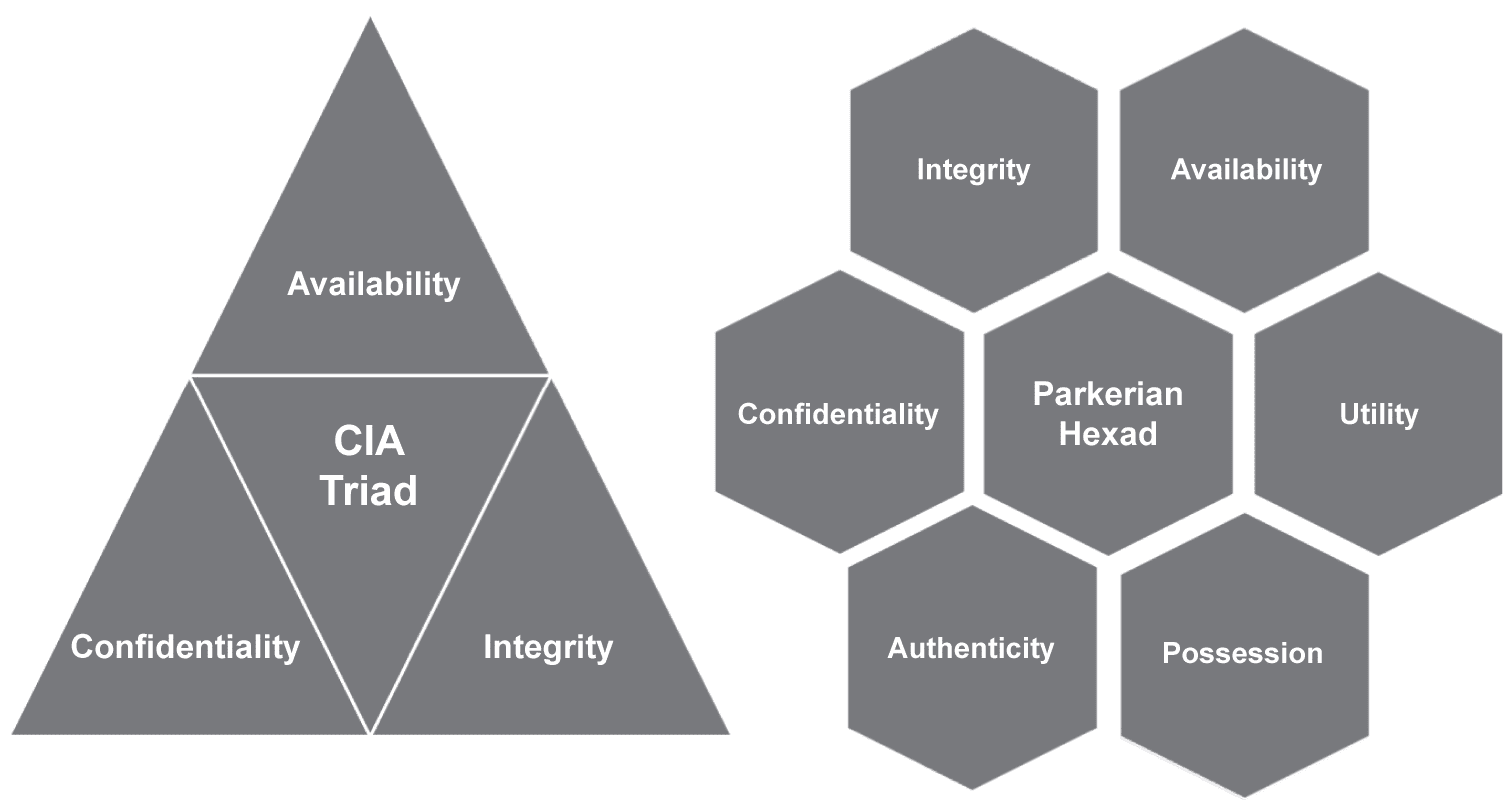 Availability
CIA
Triad
Confidentiality
Integrity
Integrity
Availability
Confidentiality
Parkerian
Hexad
Utility
Authenticity
Possession